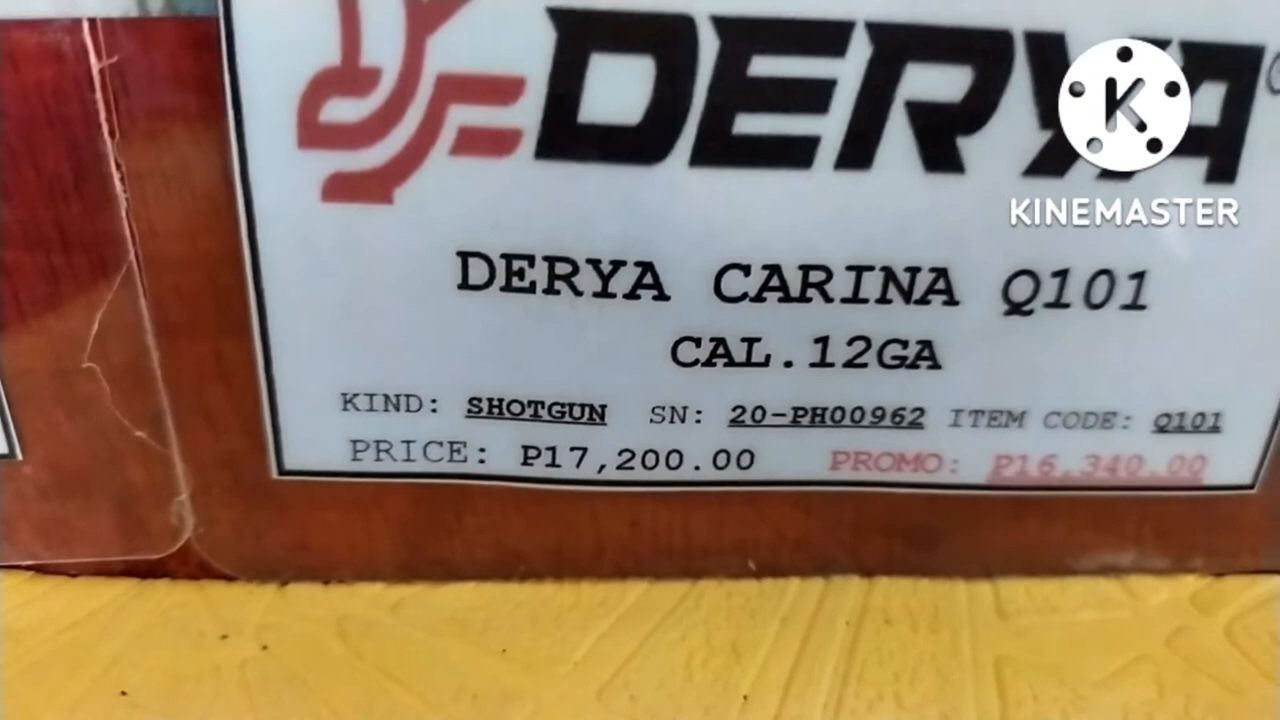 DERYA
K
KINEMASTER
DERYA CARINA Q101
CAL.12GA
KIND: SHOTGUN SN: 20-PH00962 ITEM CODE: Q101
PRICE: P17,200.00 PROMO: P16,340.00